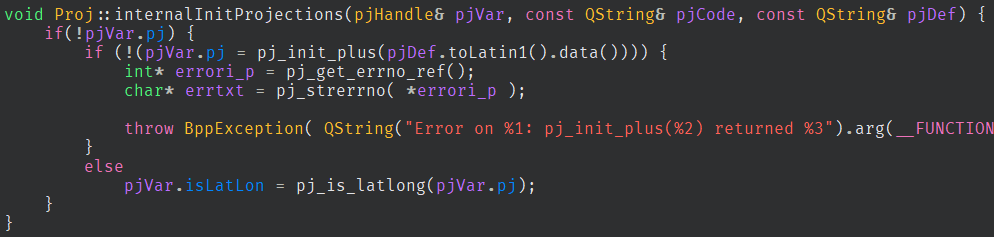 void Proj::internalInitProjections(pjHandle& pjVar, const QString& pjCode, const QString& pjDef) {
    if(!pjVar.pj) {
        if (!(pjVar.pj = pj_init_plus(pjDef.toLatin1().data()))) {
            int* errori_p = pj_get_errno_ref();
            char* errtxt = pj_strerrno( *errori_p );

            throw BppException( QString("Error on %1: pj_init_plus(%2) returned %3").arg(__FUNCTION
        }
        else
            pjVar.isLatLon = pj_is_latlong(pjVar.pj);
    }
}